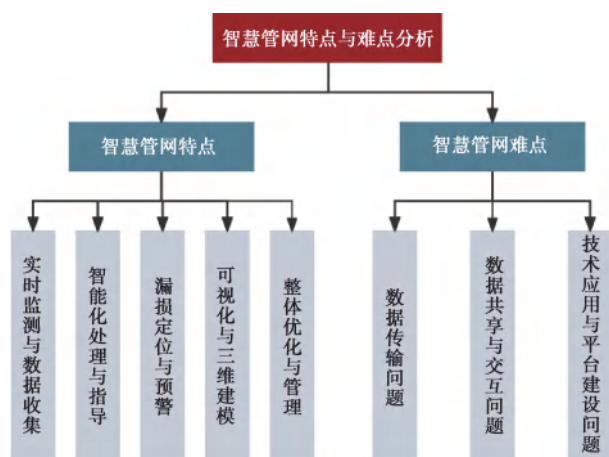 智慧管网特点与难点分析
智慧管网特点
智慧管网难点
实时监测与数据收集
智能化处理与指导
漏损定位与预警
可视化与三维建模
整体优化与管理
数据传输问题
数据共享与交互问题
技术应用与平台建设问题